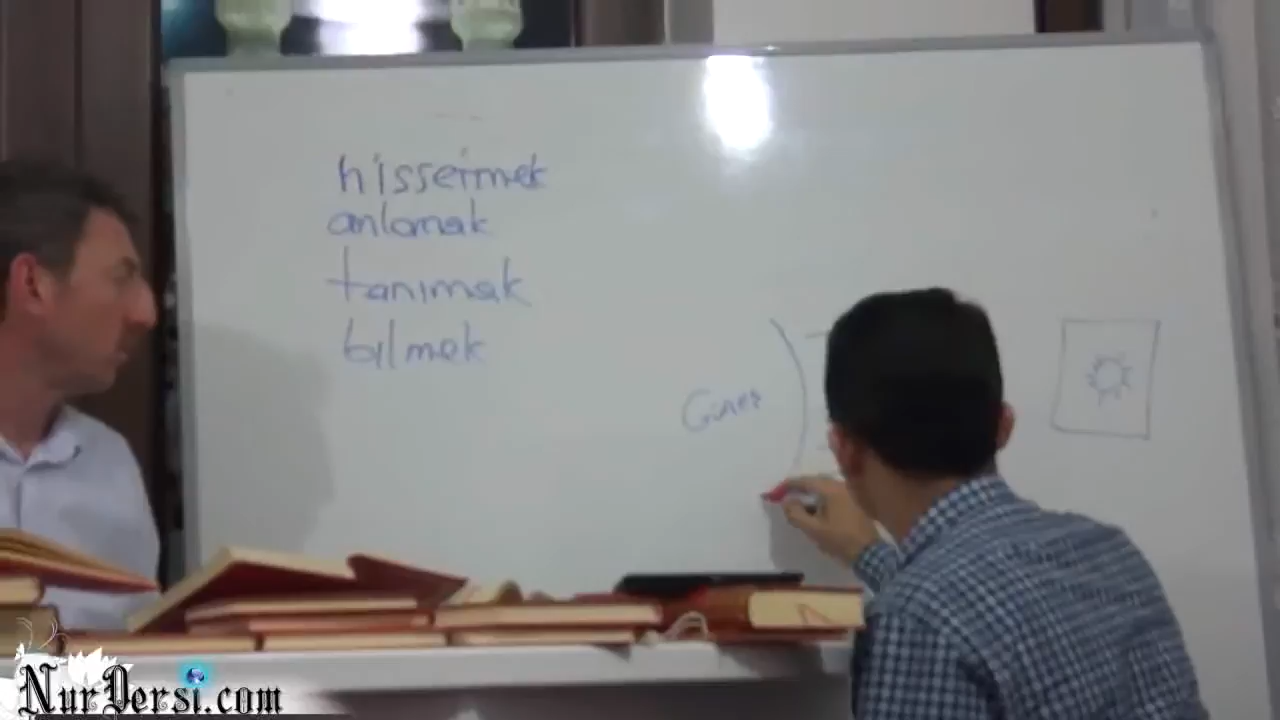 hissetmek
anlamak
tanımak
bilmek
Güneş
NurDersi.com